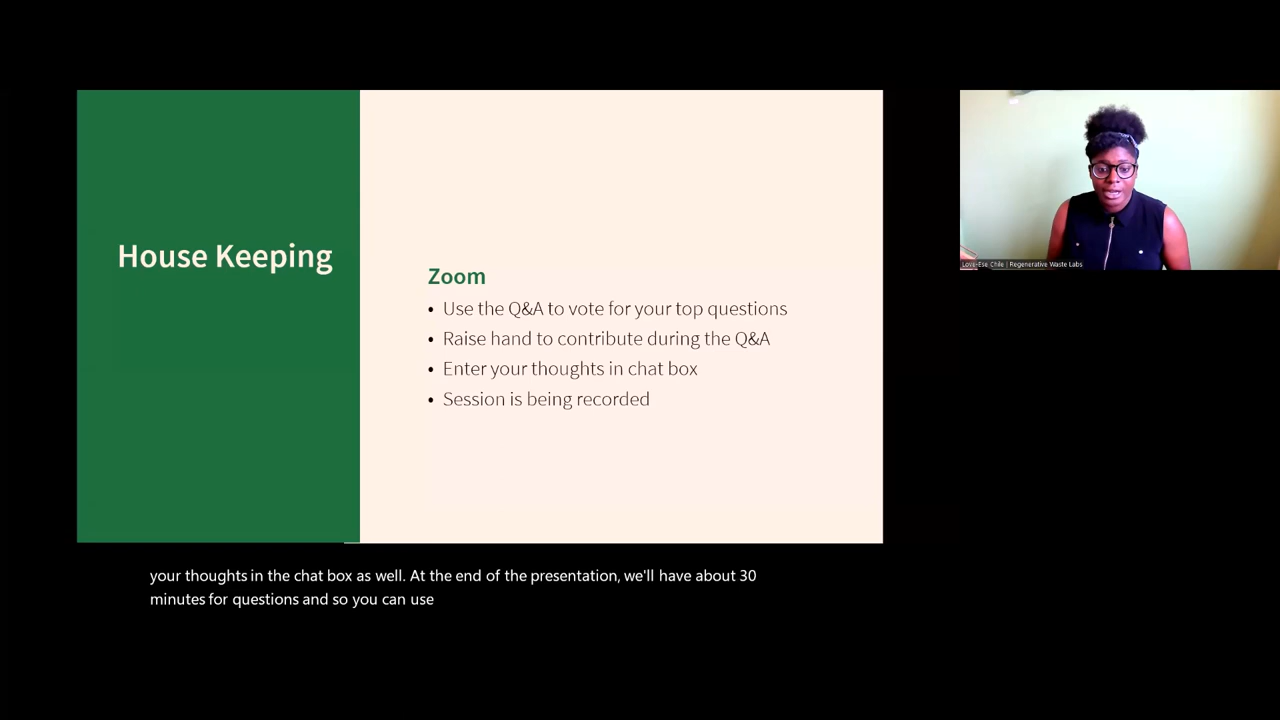 House Keeping
Zoom
• Use the Q&A to vote for your top questions
• Raise hand to contribute during the Q&A
• Enter your thoughts in chat box
• Session is being recorded
Love-Ese Chile | Regenerative Waste Labs
your thoughts in the chat box as well. At the end of the presentation, we'll have about 30
minutes for questions and so you can use